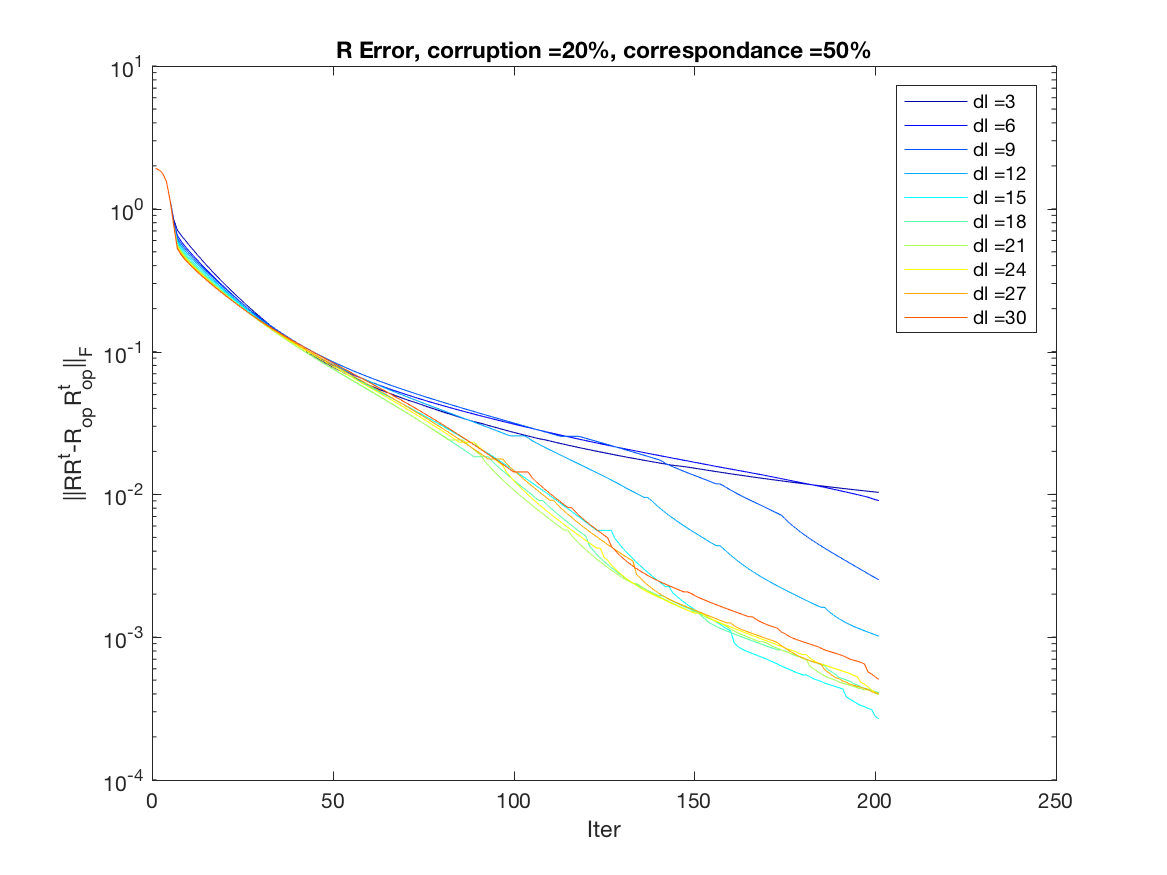 R Error, corruption =20%, correspondance =50%
10^1
10^0
10^-1
10^-2
10^-3
10^-4
||RR^t-R_op R^t_op||_F
0 50 100 150 200 250
Iter
dl =3
dl =6
dl =9
dl =12
dl =15
dl =18
dl =21
dl =24
dl =27
dl =30